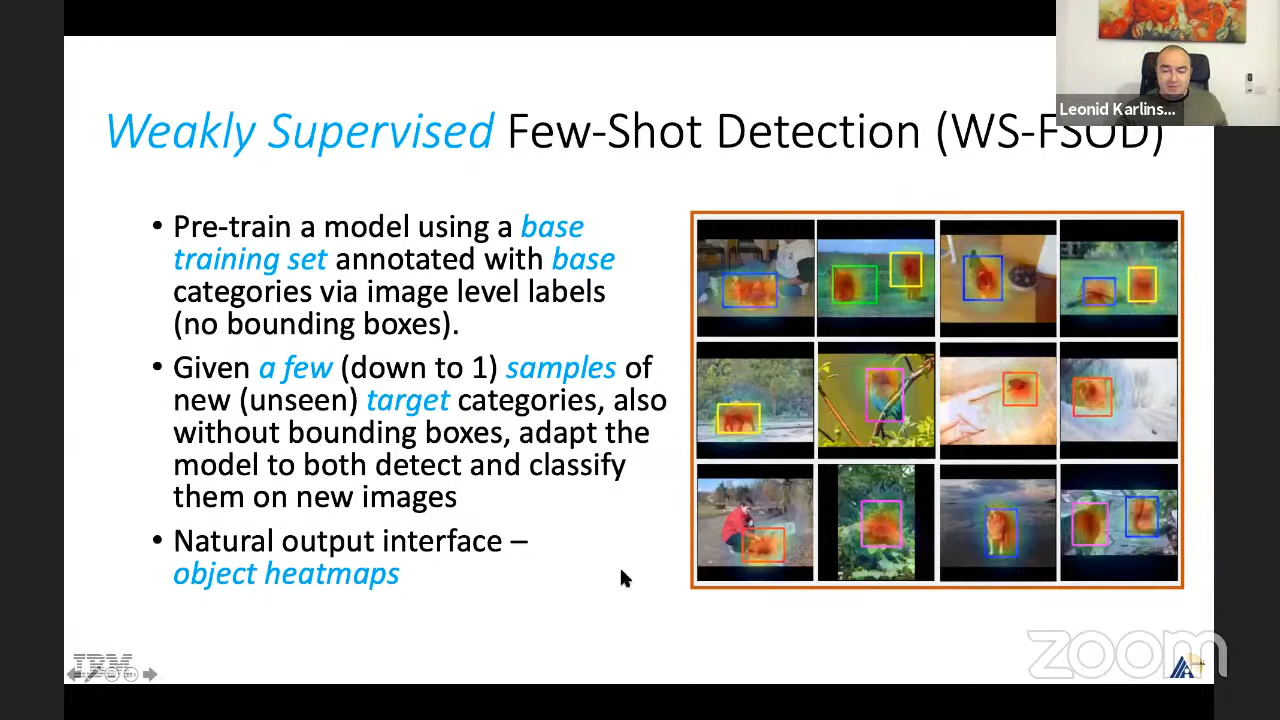 Leonid Karlins...
Weakly Supervised Few-Shot Detection (WS-FSOD)
• Pre-train a model using a base
training set annotated with base
categories via image level labels
(no bounding boxes).
• Given a few (down to 1) samples of
new (unseen) target categories, also
without bounding boxes, adapt the
model to both detect and classify
them on new images
• Natural output interface –
object heatmaps
IBM
zoom